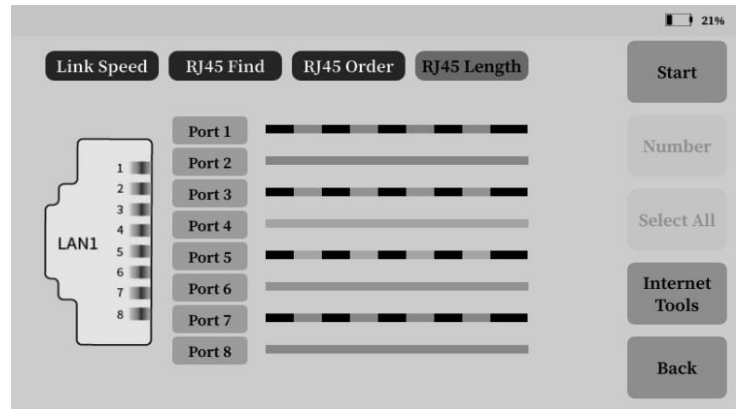 21%
Link Speed RJ45 Find RJ45 Order RJ45 Length
Start
Number
Select All
Internet
Tools
Back
LAN1
1
2
3
4
5
6
7
8
Port 1
Port 2
Port 3
Port 4
Port 5
Port 6
Port 7
Port 8